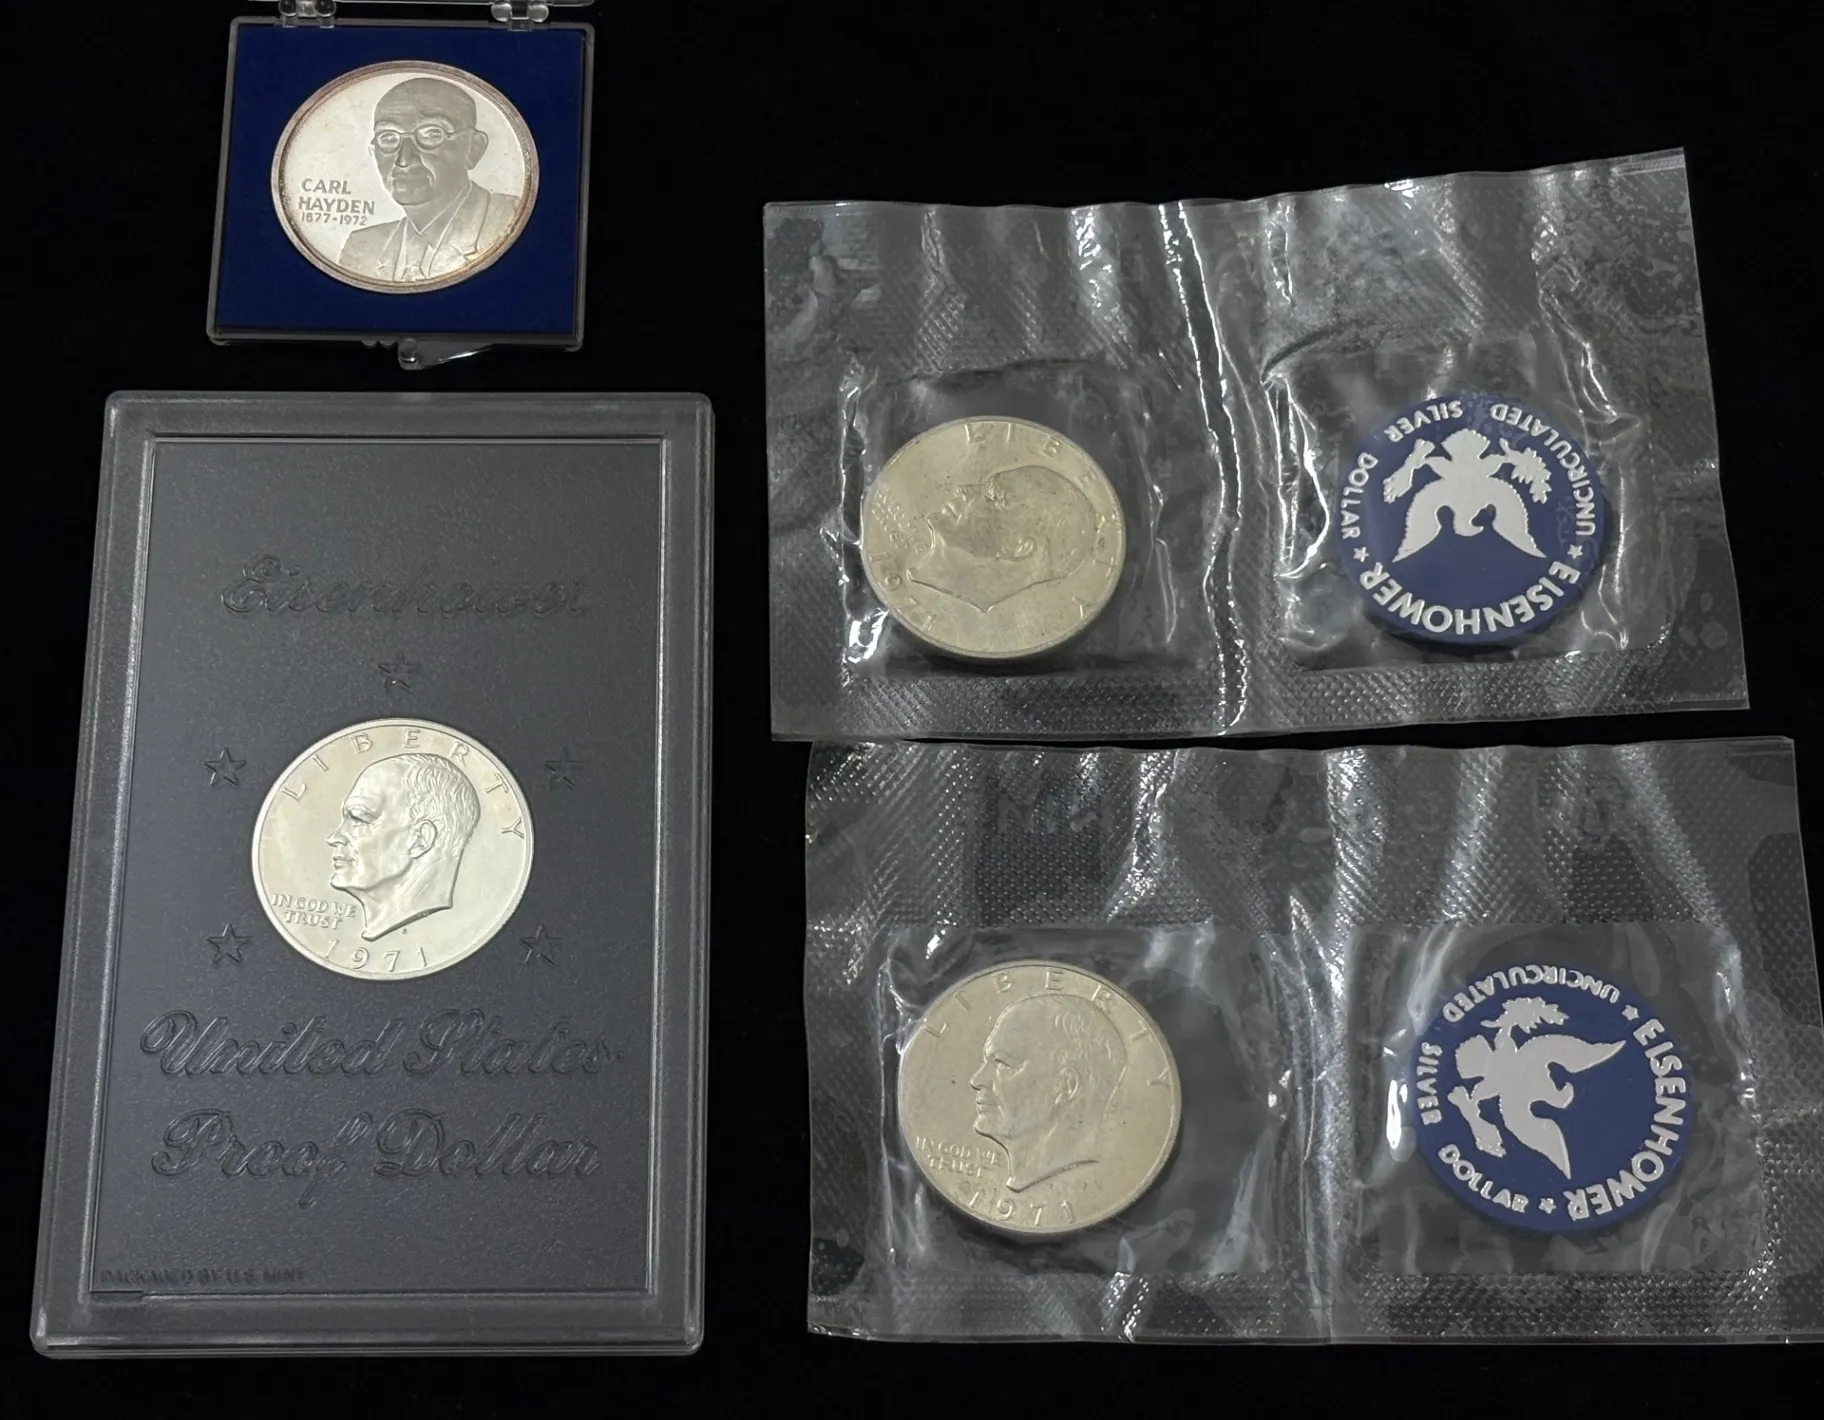 CARL
HAYDEN
1877-1972
Eisenhower
LIBERTY
IN GOD WE
TRUST
S
1971
United States
Proof Dollar
PACKAGED BY U.S. MINT
LIBERTY
1971
EISENHOWER ★ UNCIRCULATED SILVER DOLLAR ★
LIBERTY
IN GOD WE
TRUST
1971
EISENHOWER ★ UNCIRCULATED SILVER DOLLAR ★